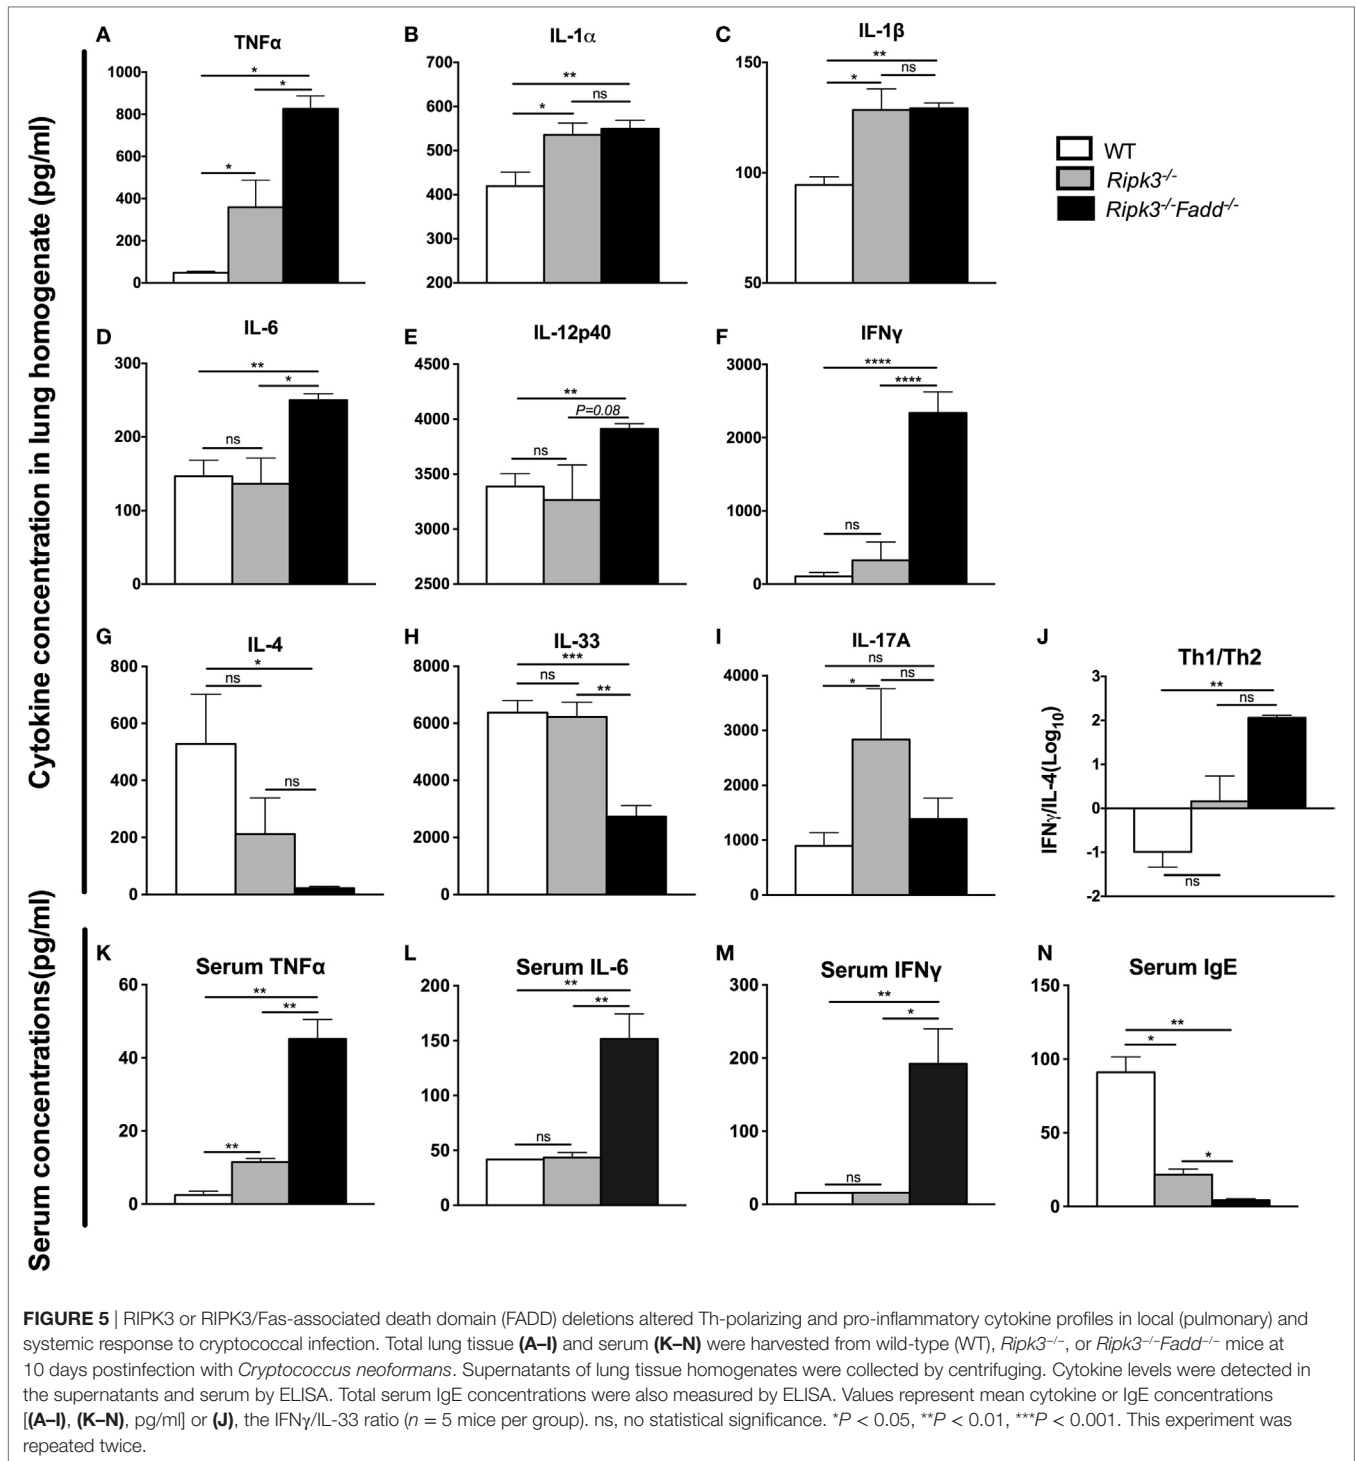 Cytokine concentration in lung homogenate (pg/ml)
A
TNFα
1000
800
600
400
200
0
*
*
*
B
IL-1α
700
600
500
400
300
200
**
ns
*
C
IL-1β
150
100
50
**
ns
*
WT
Ripk3-/-
Ripk3-/-Fadd-/-
D
IL-6
300
200
100
0
**
*
ns
E
IL-12p40
4500
4000
3500
3000
2500
**
P=0.08
ns
F
IFNγ
3000
2000
1000
0
****
****
ns
G
IL-4
800
600
400
200
0
*
ns
ns
H
IL-33
8000
6000
4000
2000
0
***
ns
**
I
IL-17A
4000
3000
2000
1000
0
ns
ns
*
J
Th1/Th2
IFNγ/IL-4(Log10)
3
2
1
0
-1
-2
**
ns
ns
Serum concentrations(pg/ml)
K
Serum TNFα
60
40
20
0
**
**
**
L
Serum IL-6
200
150
100
50
0
**
**
ns
M
Serum IFNγ
300
200
100
0
**
*
ns
N
Serum IgE
150
100
50
0
**
*
*
FIGURE 5 | RIPK3 or RIPK3/Fas-associated death domain (FADD) deletions altered Th-polarizing and pro-inflammatory cytokine profiles in local (pulmonary) and
systemic response to cryptococcal infection. Total lung tissue (A–I) and serum (K–N) were harvested from wild-type (WT), Ripk3−/−, or Ripk3−/−Fadd−/− mice at
10 days postinfection with Cryptococcus neoformans. Supernatants of lung tissue homogenates were collected by centrifuging. Cytokine levels were detected in
the supernatants and serum by ELISA. Total serum IgE concentrations were also measured by ELISA. Values represent mean cytokine or IgE concentrations
[(A–I), (K–N), pg/ml] or (J), the IFNγ/IL-33 ratio (n = 5 mice per group). ns, no statistical significance. *P < 0.05, **P < 0.01, ***P < 0.001. This experiment was
repeated twice.